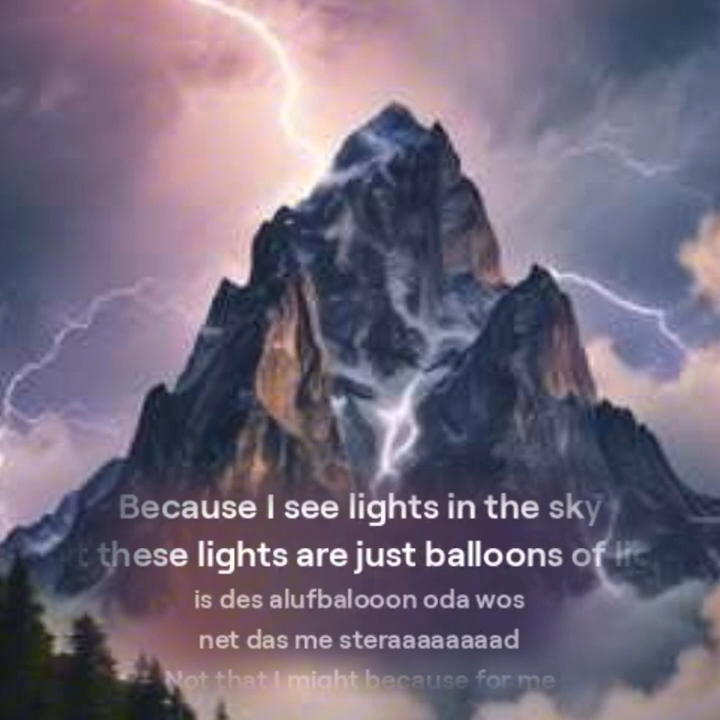 Because I see lights in the sky
these lights are just balloons of
is des alufbalooon oda wos
net das me steraaaaaaaad
Not that I might because for me